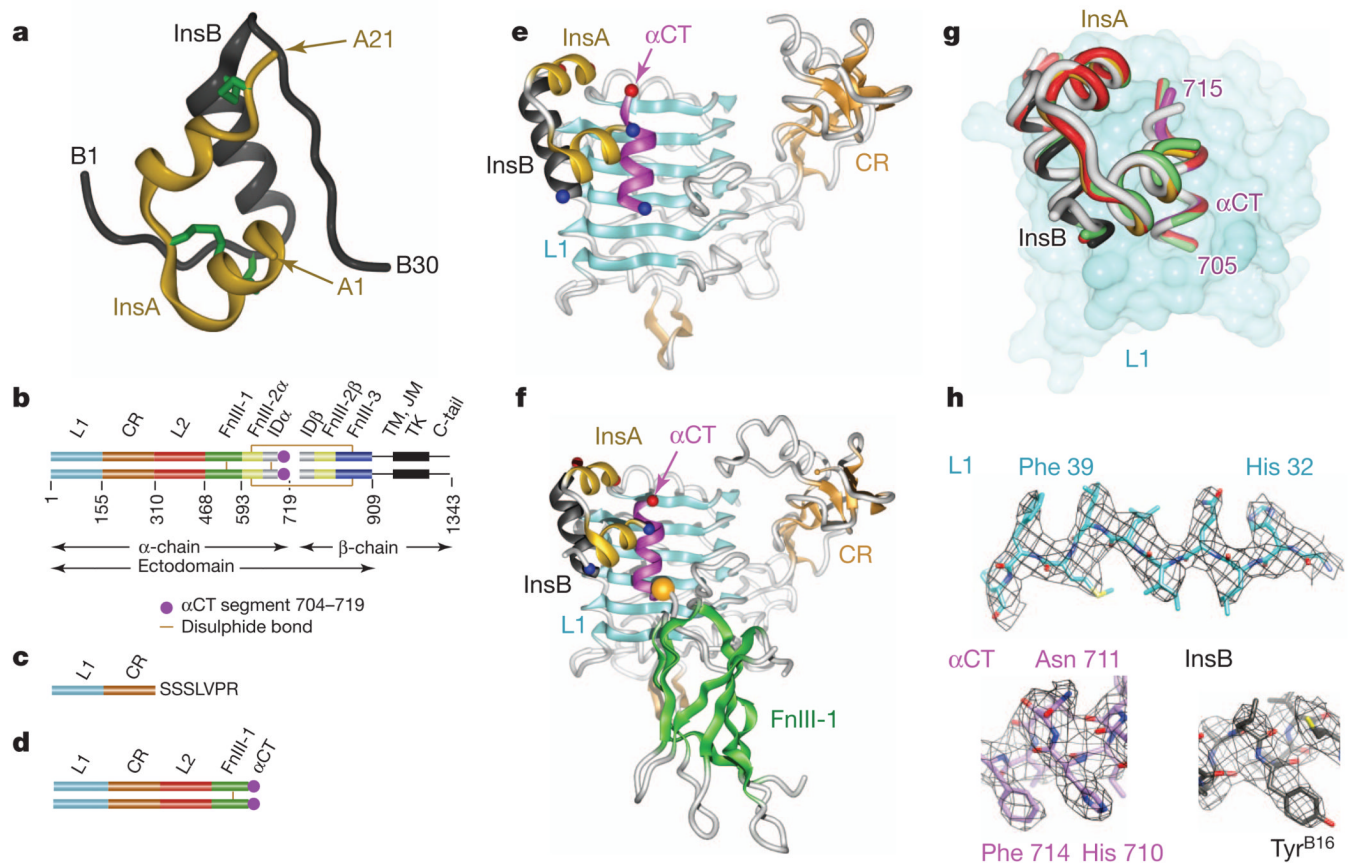 a
InsB
A21
B1
B30
A1
InsA
b
L1
CR
L2
FnIII-1
FnIII-2α
IDα
IDβ
FnIII-2β
FnIII-3
TM, JM
TK
C-tail
1
155
310
468
593
719
909
1343
α-chain
β-chain
Ectodomain
αCT segment 704–719
Disulphide bond
c
L1
CR
SSSLVPR
d
L1
CR
L2
FnIII-1
αCT
e
InsA
αCT
InsB
CR
L1
f
InsA
αCT
InsB
CR
L1
FnIII-1
g
InsA
715
αCT
InsB
705
L1
h
L1
Phe 39
His 32
αCT
Asn 711
InsB
Phe 714
His 710
TyrB16